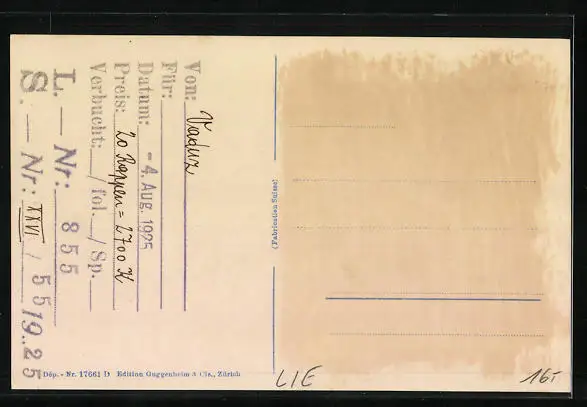 Von: Vaduz
Für:
Datum: - 4. AUG. 1925
Preis: 20 Rappen = 2700 K
Verbucht: / fol. / Sp.
L. — Nr: 855
S. — Nr: XXVI / 5519..25
(Fabrication Suisse)
Dép. - Nr. 17661 D Edition Guggenheim & Cie., Zürich
LIE
16.-